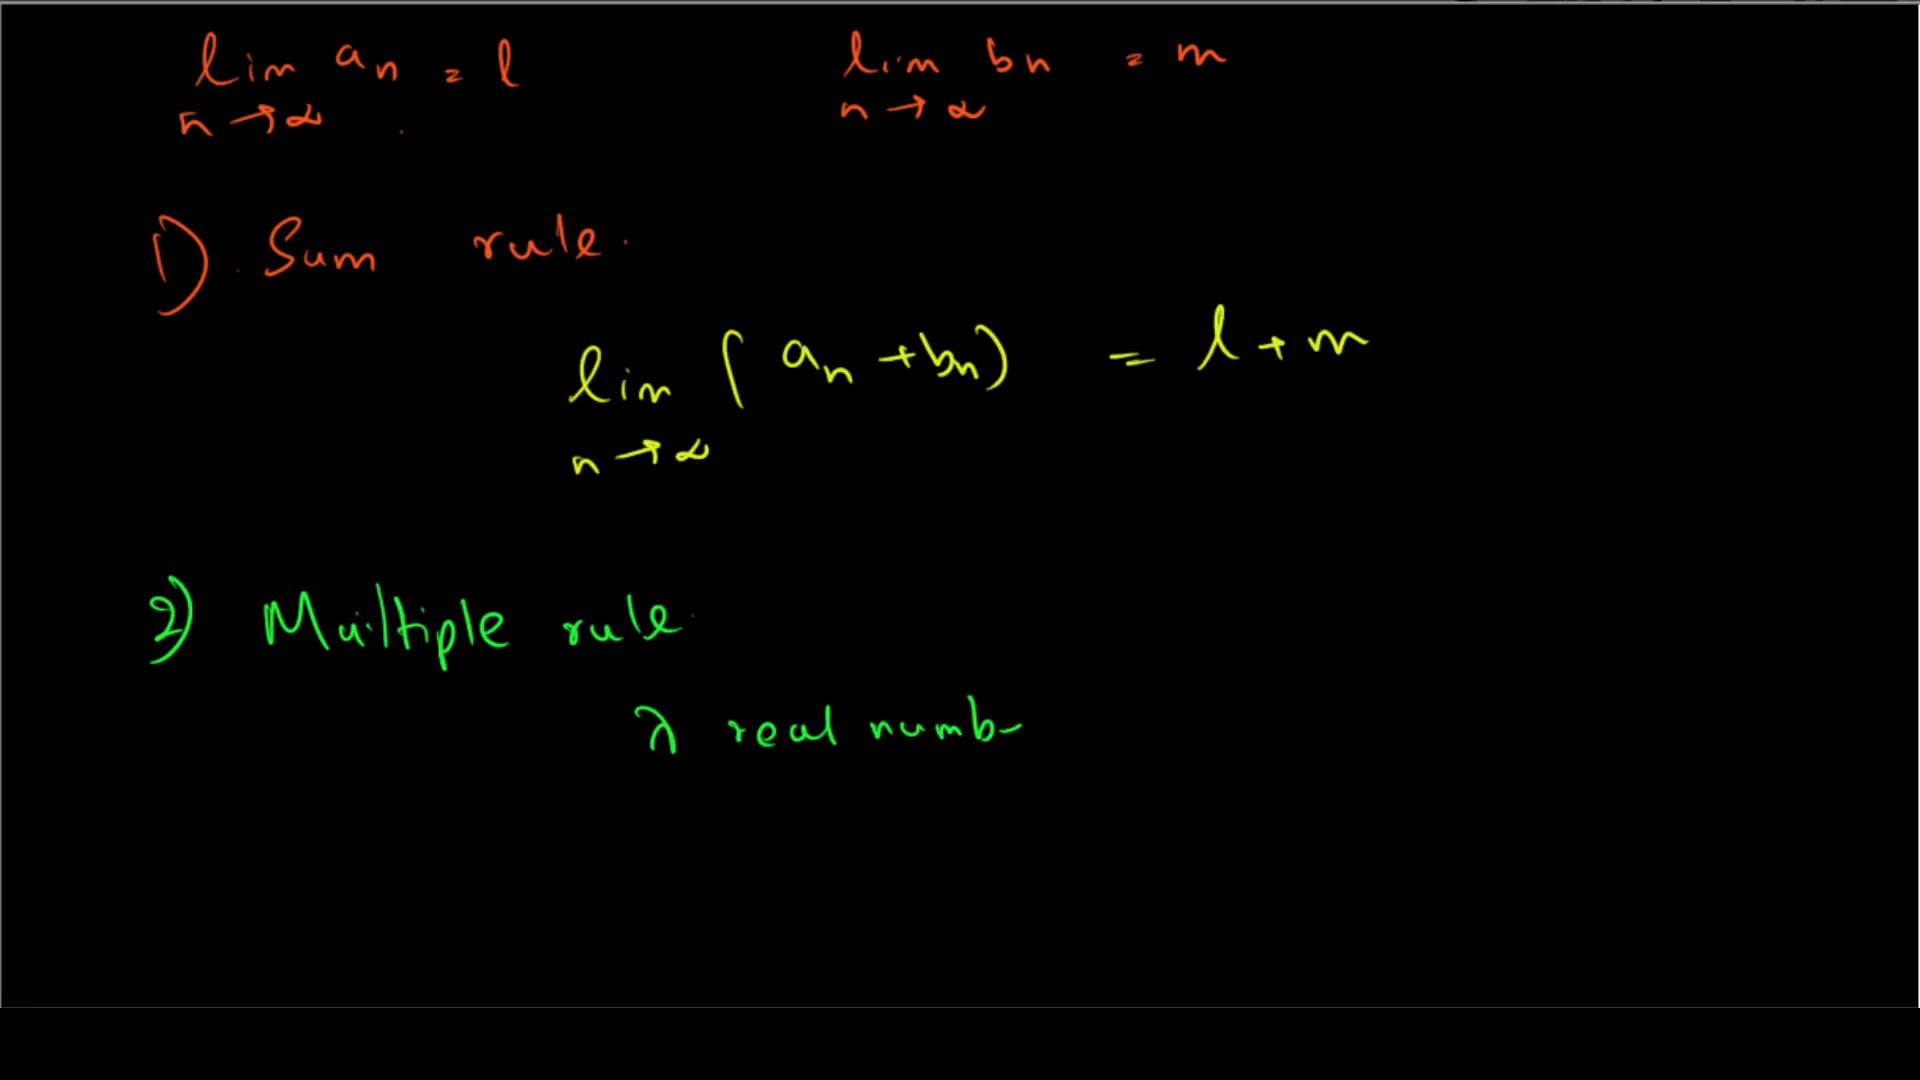 lim an = l lim bn = m
n → ∞ n → ∞
1) Sum rule.
lim (an + bn) = l + m
n → ∞
2) Multiple rule.
λ real numb